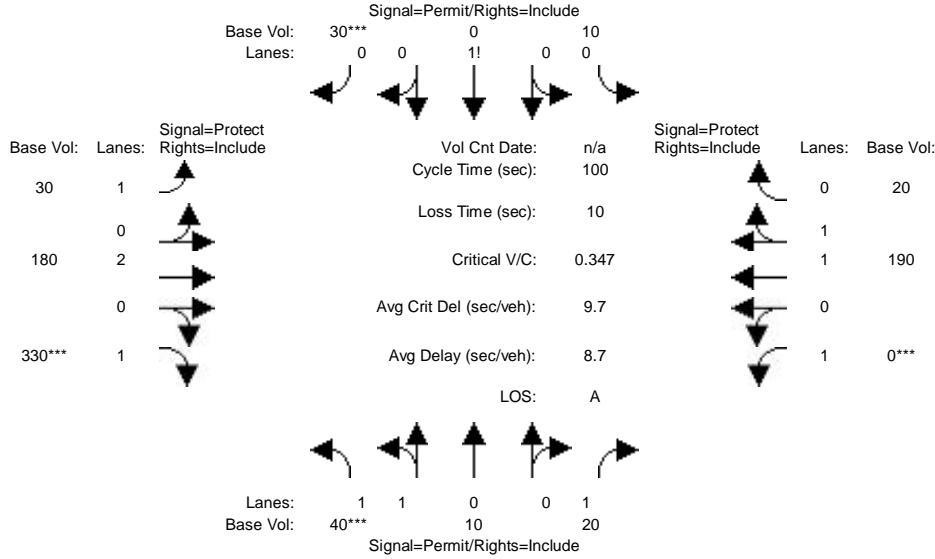 Signal=Permit/Rights=Include
Base Vol: 30*** 0 10
Lanes: 0 0 1! 0 0
Signal=Protect
Base Vol: Lanes: Rights=Include
Vol Cnt Date: n/a
Signal=Protect
Rights=Include Lanes: Base Vol:
Cycle Time (sec): 100
30 1
0 20
Loss Time (sec): 10
0
1
180 2
Critical V/C: 0.347
1 190
0
Avg Crit Del (sec/veh): 9.7
0
330*** 1
Avg Delay (sec/veh): 8.7
1 0***
LOS: A
Lanes: 1 1 0 0 1
Base Vol: 40*** 10 20
Signal=Permit/Rights=Include